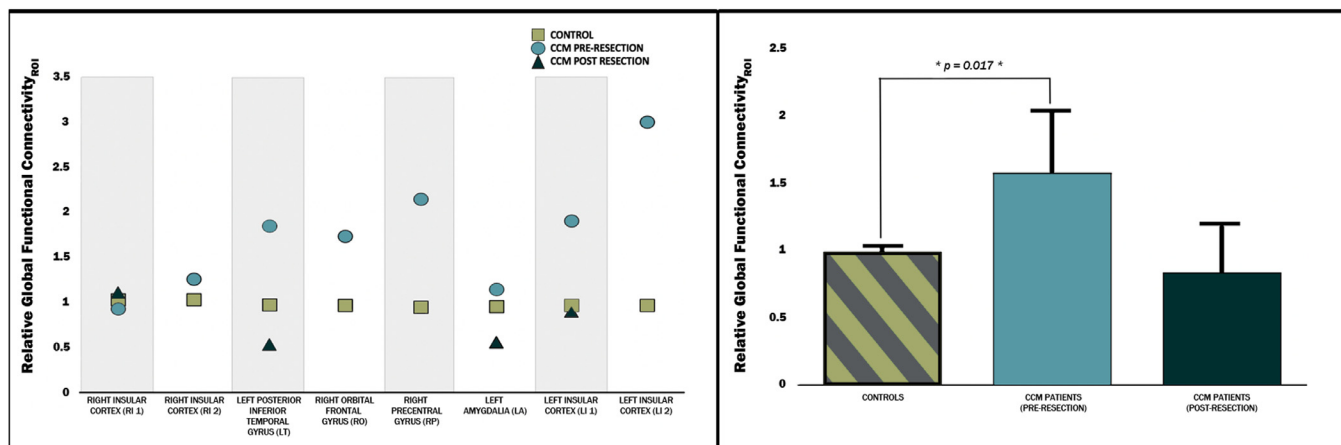 CONTROL
CCM PRE-RESECTION
CCM POST RESECTION
Relative Global Functional Connectivity ROI
3.5
3
2.5
2
1.5
1
0.5
0
RIGHT INSULAR
CORTEX (RI 1)
RIGHT INSULAR
CORTEX (RI 2)
LEFT POSTERIOR
INFERIOR
TEMPORAL
GYRUS (LT)
RIGHT ORBITAL
FRONTAL
GYRUS (RO)
RIGHT
PRECENTRAL
GYRUS (RP)
LEFT
AMYGDALIA (LA)
LEFT INSULAR
CORTEX (LI 1)
LEFT INSULAR
CORTEX (LI 2)
Relative Global Functional Connectivity ROI
2.5
2
1.5
1
0.5
0
* p = 0.017 *
CONTROLS
CCM PATIENTS
(PRE-RESECTION)
CCM PATIENTS
(POST-RESECTION)